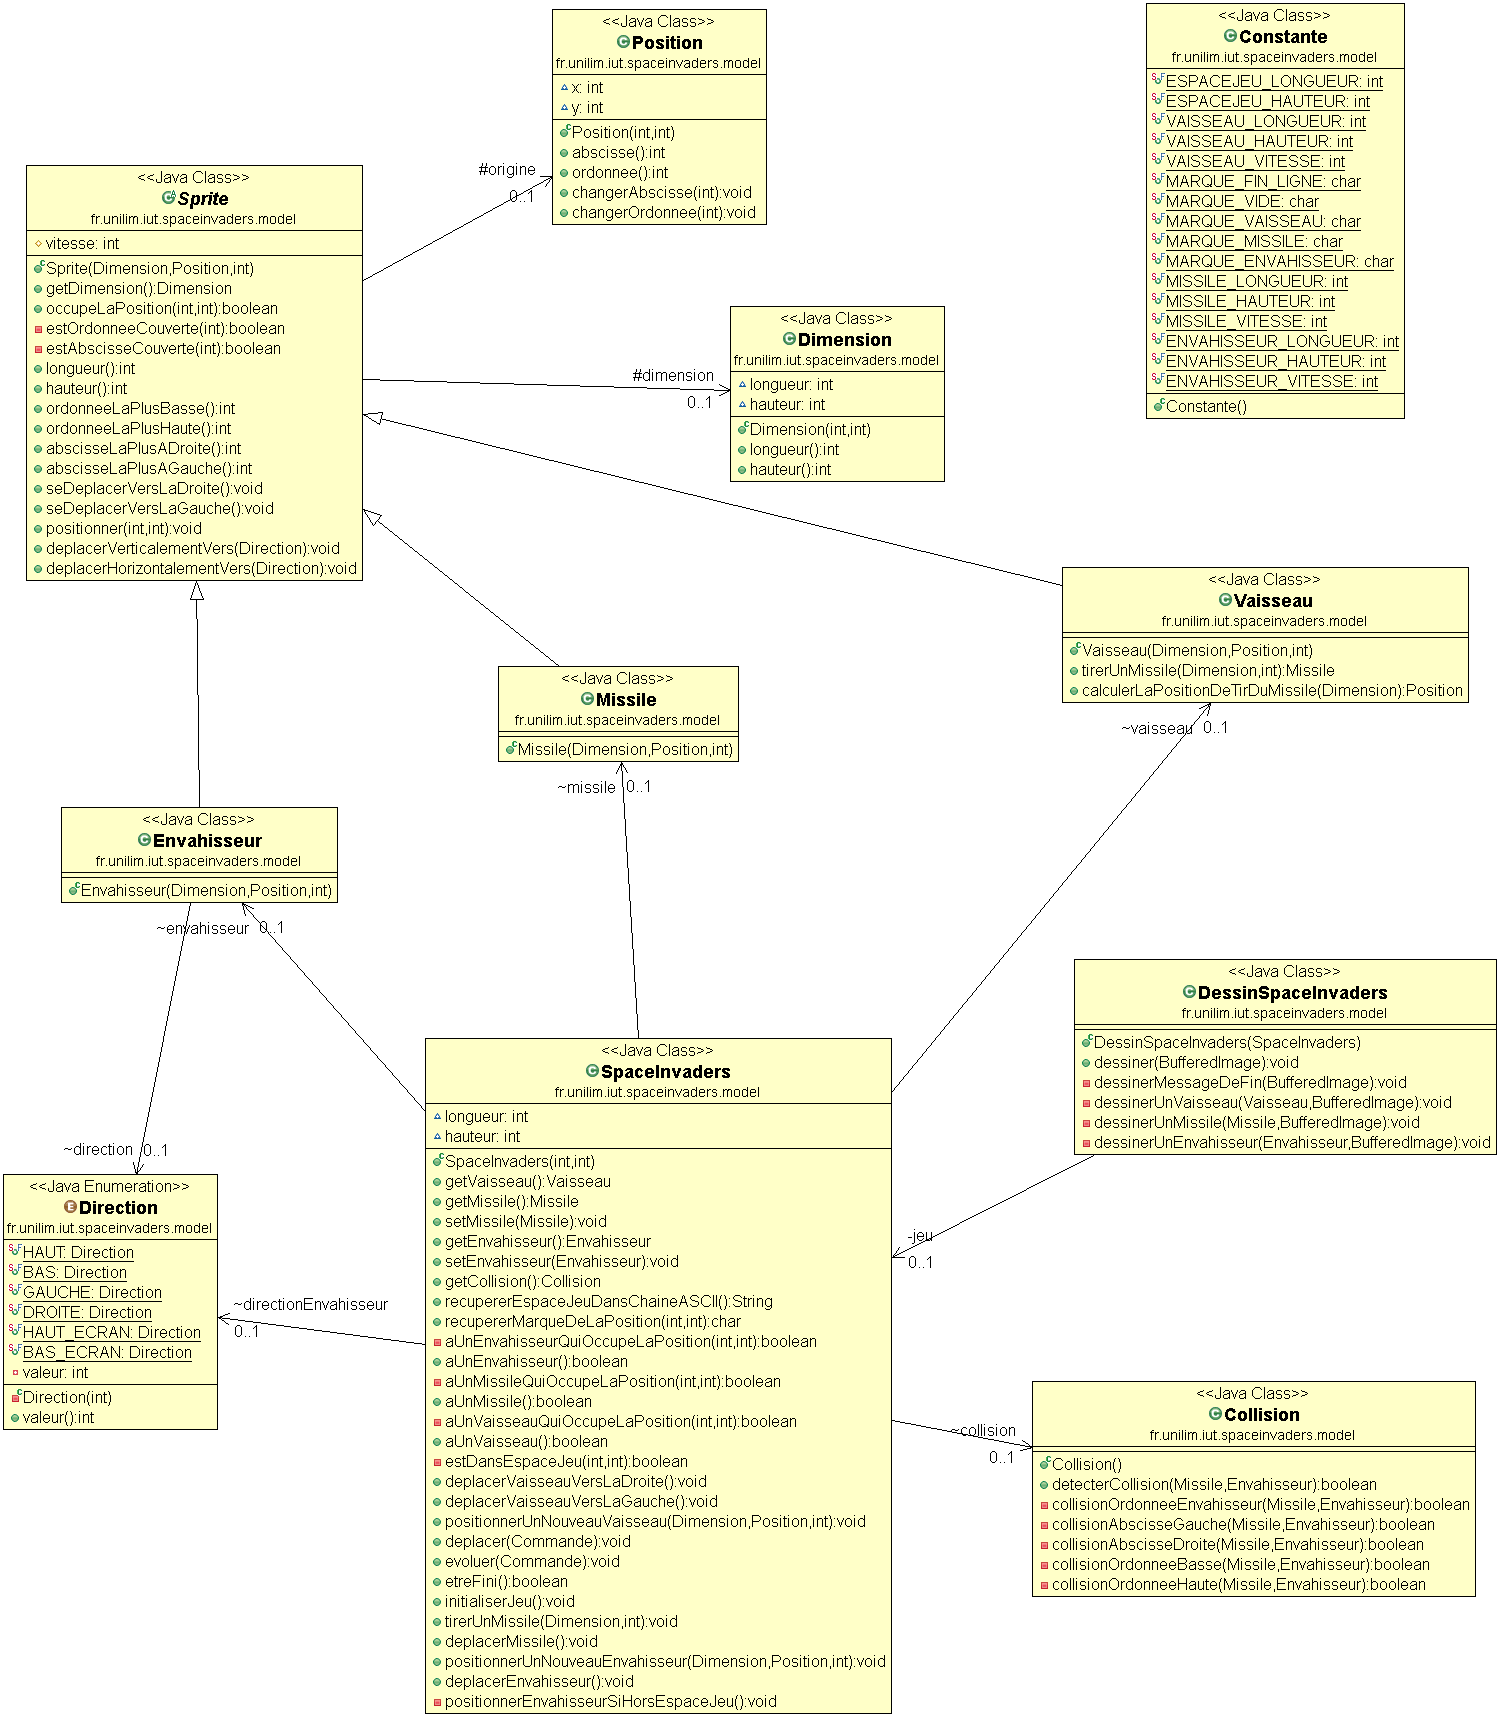 <<Java Class>>
Position
fr.unilim.iut.spaceinvaders.model
x: int
y: int
Position(int,int)
abscisse():int
ordonnee():int
changerAbscisse(int):void
changerOrdonnee(int):void
<<Java Class>>
Constante
fr.unilim.iut.spaceinvaders.model
ESPACEJEU_LONGUEUR: int
ESPACEJEU_HAUTEUR: int
VAISSEAU_LONGUEUR: int
VAISSEAU_HAUTEUR: int
VAISSEAU_VITESSE: int
MARQUE_FIN_LIGNE: char
MARQUE_VIDE: char
MARQUE_VAISSEAU: char
MARQUE_MISSILE: char
MARQUE_ENVAHISSEUR: char
MISSILE_LONGUEUR: int
MISSILE_HAUTEUR: int
MISSILE_VITESSE: int
ENVAHISSEUR_LONGUEUR: int
ENVAHISSEUR_HAUTEUR: int
ENVAHISSEUR_VITESSE: int
Constante()
#origine
0..1
<<Java Class>>
Sprite
fr.unilim.iut.spaceinvaders.model
vitesse: int
Sprite(Dimension,Position,int)
getDimension():Dimension
occupeLaPosition(int,int):boolean
estOrdonneeCouverte(int):boolean
estAbscisseCouverte(int):boolean
longueur():int
hauteur():int
ordonneeLaPlusBasse():int
ordonneeLaPlusHaute():int
abscisseLaPlusADroite():int
abscisseLaPlusAGauche():int
seDeplacerVersLaDroite():void
seDeplacerVersLaGauche():void
positionner(int,int):void
deplacerVerticalementVers(Direction):void
deplacerHorizontalementVers(Direction):void
#dimension
0..1
<<Java Class>>
Dimension
fr.unilim.iut.spaceinvaders.model
longueur: int
hauteur: int
Dimension(int,int)
longueur():int
hauteur():int
<<Java Class>>
Vaisseau
fr.unilim.iut.spaceinvaders.model
Vaisseau(Dimension,Position,int)
tirerUnMissile(Dimension,int):Missile
calculerLaPositionDeTirDuMissile(Dimension):Position
~vaisseau
0..1
<<Java Class>>
Missile
fr.unilim.iut.spaceinvaders.model
Missile(Dimension,Position,int)
~missile
0..1
<<Java Class>>
Envahisseur
fr.unilim.iut.spaceinvaders.model
Envahisseur(Dimension,Position,int)
~envahisseur
0..1
~direction
0..1
<<Java Enumeration>>
Direction
fr.unilim.iut.spaceinvaders.model
HAUT: Direction
BAS: Direction
GAUCHE: Direction
DROITE: Direction
HAUT_ECRAN: Direction
BAS_ECRAN: Direction
valeur: int
Direction(int)
valeur():int
~directionEnvahisseur
0..1
<<Java Class>>
SpaceInvaders
fr.unilim.iut.spaceinvaders.model
longueur: int
hauteur: int
SpaceInvaders(int,int)
getVaisseau():Vaisseau
getMissile():Missile
setMissile(Missile):void
getEnvahisseur():Envahisseur
setEnvahisseur(Envahisseur):void
getCollision():Collision
recupererEspaceJeuDansChaineASCII():String
recupererMarqueDeLaPosition(int,int):char
aUnEnvahisseurQuiOccupeLaPosition(int,int):boolean
aUnEnvahisseur():boolean
aUnMissileQuiOccupeLaPosition(int,int):boolean
aUnMissile():boolean
aUnVaisseauQuiOccupeLaPosition(int,int):boolean
aUnVaisseau():boolean
estDansEspaceJeu(int,int):boolean
deplacerVaisseauVersLaDroite():void
deplacerVaisseauVersLaGauche():void
positionnerUnNouveauVaisseau(Dimension,Position,int):void
deplacer(Commande):void
evoluer(Commande):void
etreFini():boolean
initialiserJeu():void
tirerUnMissile(Dimension,int):void
deplacerMissile():void
positionnerUnNouveauEnvahisseur(Dimension,Position,int):void
deplacerEnvahisseur():void
positionnerEnvahisseurSiHorsEspaceJeu():void
<<Java Class>>
DessinSpaceInvaders
fr.unilim.iut.spaceinvaders.model
DessinSpaceInvaders(SpaceInvaders)
dessiner(BufferedImage):void
dessinerMessageDeFin(BufferedImage):void
dessinerUnVaisseau(Vaisseau,BufferedImage):void
dessinerUnMissile(Missile,BufferedImage):void
dessinerUnEnvahisseur(Envahisseur,BufferedImage):void
-jeu
0..1
~collision
0..1
<<Java Class>>
Collision
fr.unilim.iut.spaceinvaders.model
Collision()
detecterCollision(Missile,Envahisseur):boolean
collisionOrdonneeEnvahisseur(Missile,Envahisseur):boolean
collisionAbscisseGauche(Missile,Envahisseur):boolean
collisionAbscisseDroite(Missile,Envahisseur):boolean
collisionOrdonneeBasse(Missile,Envahisseur):boolean
collisionOrdonneeHaute(Missile,Envahisseur):boolean